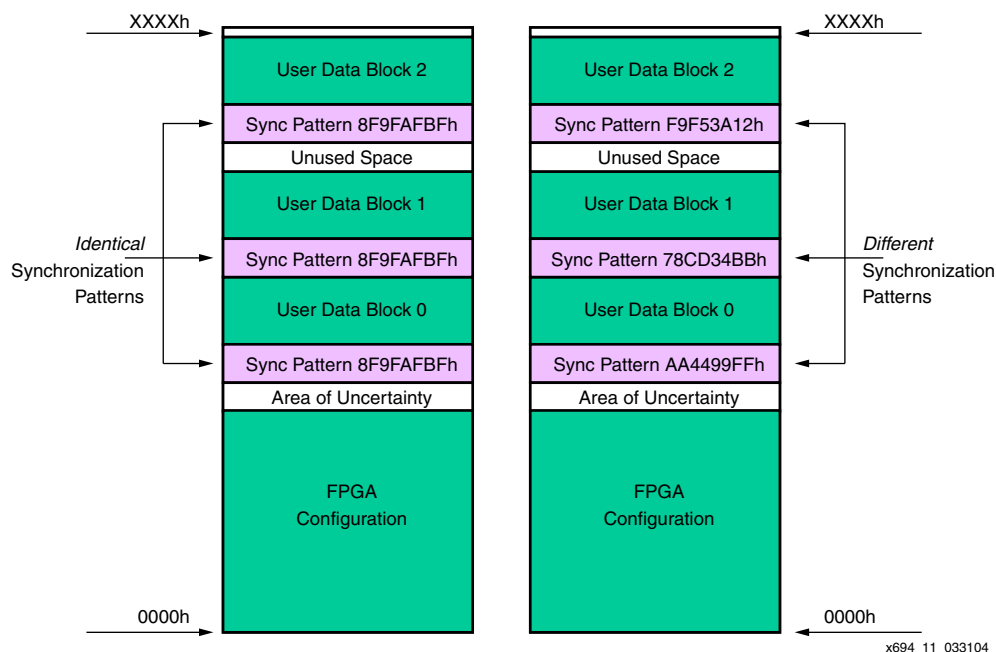 XXXXh
XXXXh
User Data Block 2
User Data Block 2
Sync Pattern 8F9FAFBFh
Sync Pattern F9F53A12h
Unused Space
Unused Space
User Data Block 1
User Data Block 1
Identical
Synchronization
Patterns
Sync Pattern 8F9FAFBFh
Sync Pattern 78CD34BBh
Different
Synchronization
Patterns
User Data Block 0
User Data Block 0
Sync Pattern 8F9FAFBFh
Sync Pattern AA4499FFh
Area of Uncertainty
Area of Uncertainty
FPGA
Configuration
FPGA
Configuration
0000h
0000h
x694_11_033104